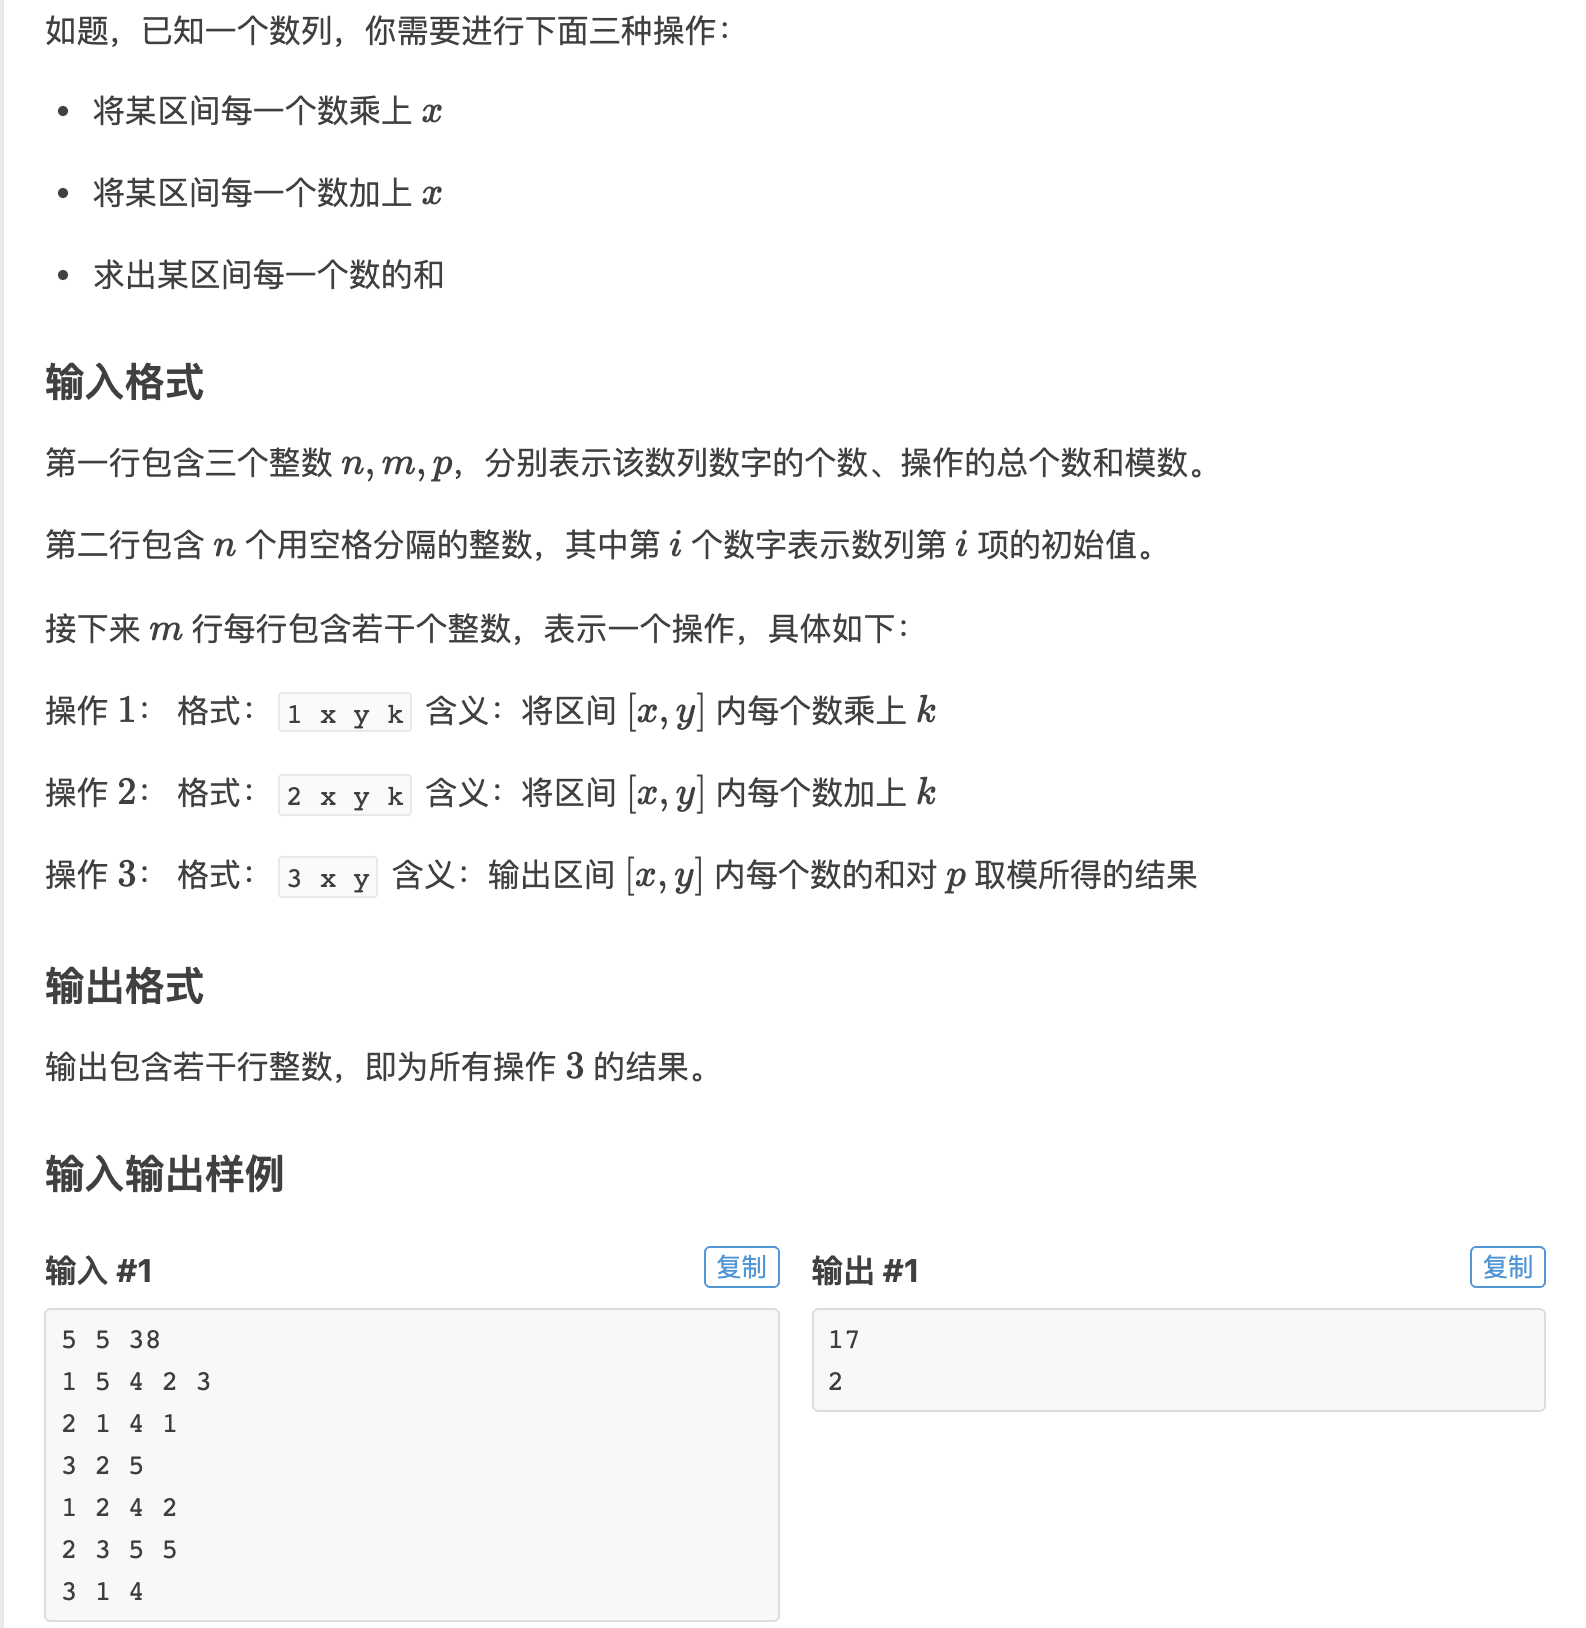 如题，已知一个数列，你需要进行下面三种操作：
• 将某区间每一个数乘上 x
• 将某区间每一个数加上 x
• 求出某区间每一个数的和
输入格式
第一行包含三个整数 n, m, p，分别表示该数列数字的个数、操作的总个数和模数。
第二行包含 n 个用空格分隔的整数，其中第 i 个数字表示数列第 i 项的初始值。
接下来 m 行每行包含若干个整数，表示一个操作，具体如下：
操作 1： 格式： 1 x y k 含义：将区间 [x, y] 内每个数乘上 k
操作 2： 格式： 2 x y k 含义：将区间 [x, y] 内每个数加上 k
操作 3： 格式： 3 x y 含义：输出区间 [x, y] 内每个数的和对 p 取模所得的结果
输出格式
输出包含若干行整数，即为所有操作 3 的结果。
输入输出样例
输入 #1
复制
5 5 38
1 5 4 2 3
2 1 4 1
3 2 5
1 2 4 2
2 3 5 5
3 1 4
输出 #1
复制
17
2